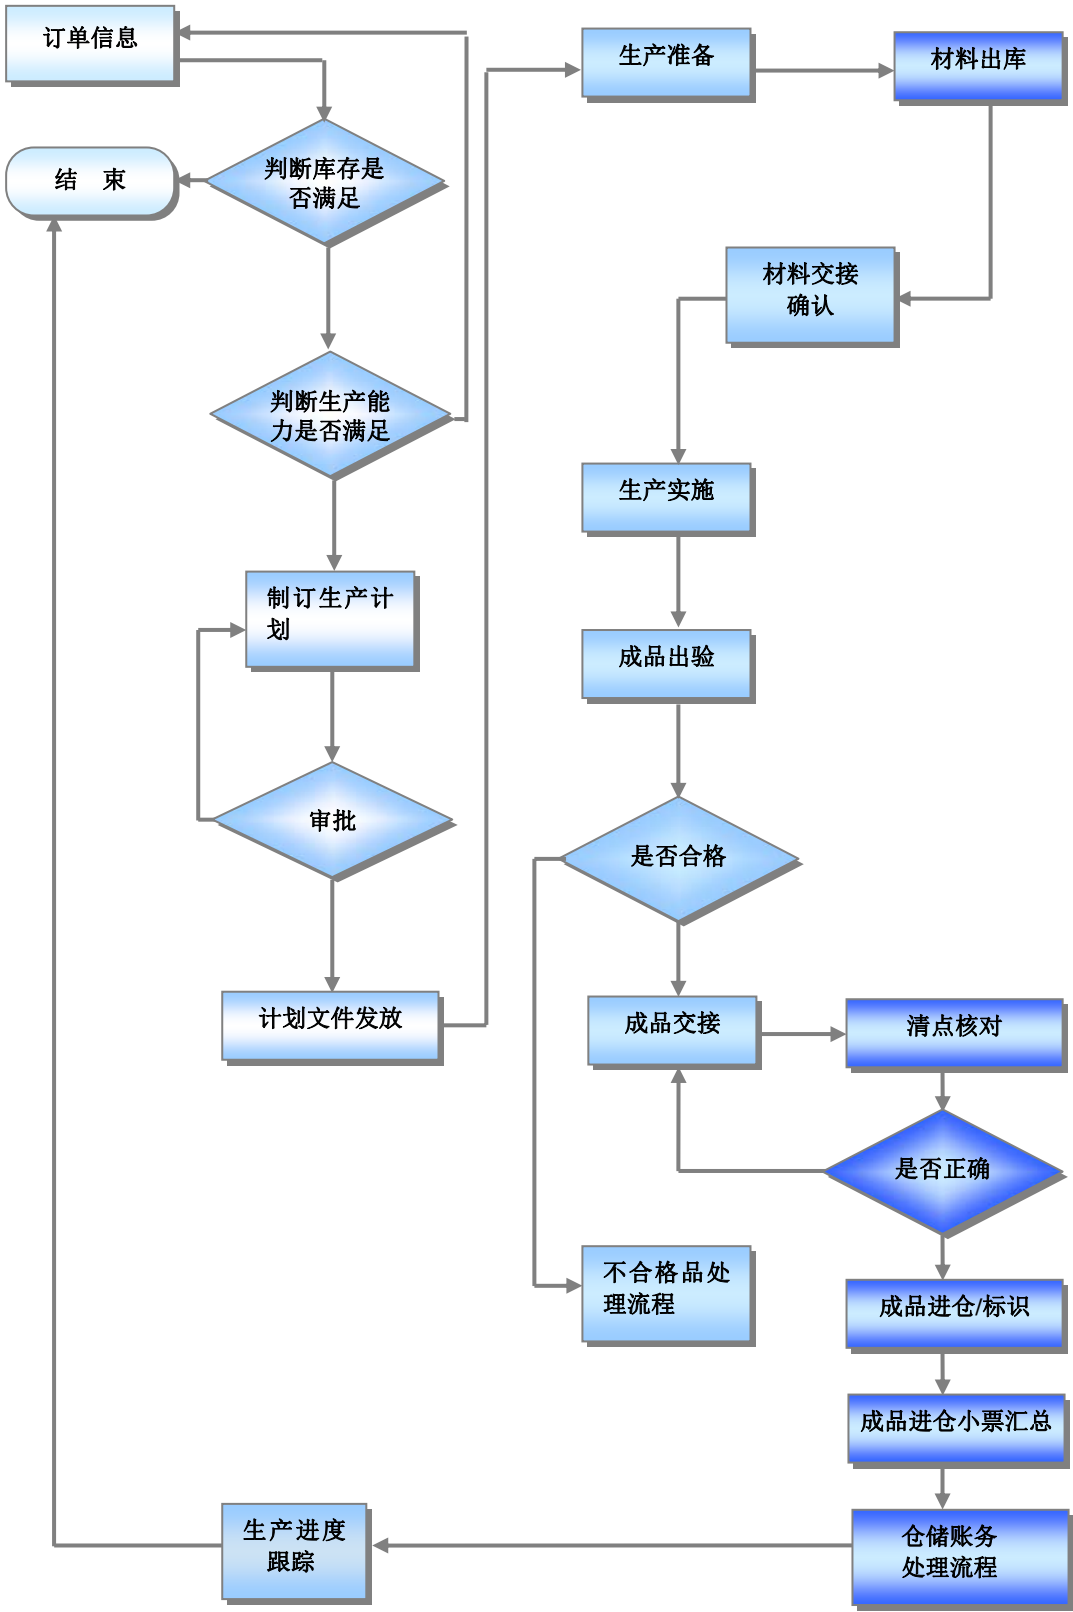 订单信息
结 束
判断库存是
否满足
判断生产能
力是否满足
制订生产计
划
审批
计划文件发放
生产准备
材料出库
材料交接
确认
生产实施
成品出验
是否合格
成品交接
清点核对
是否正确
不合格品处
理流程
成品进仓/标识
成品进仓小票汇总
仓储账务
处理流程
生产进度
跟踪